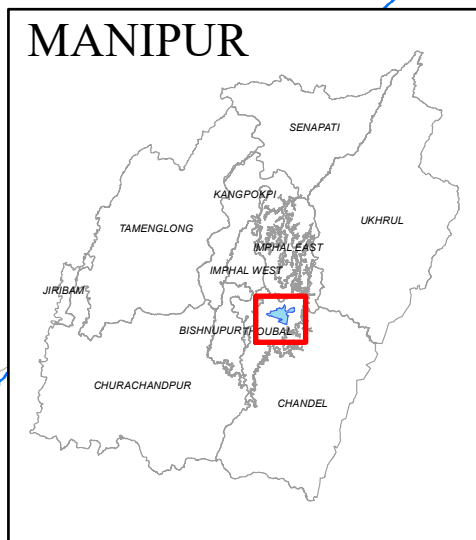 MANIPUR
SENAPATI
KANGPOKPI
UKHRUL
TAMENGLONG
IMPHAL EAST
IMPHAL WEST
JIRIBAM
BISHNUPUR THOUBAL
CHURACHANDPUR
CHANDEL